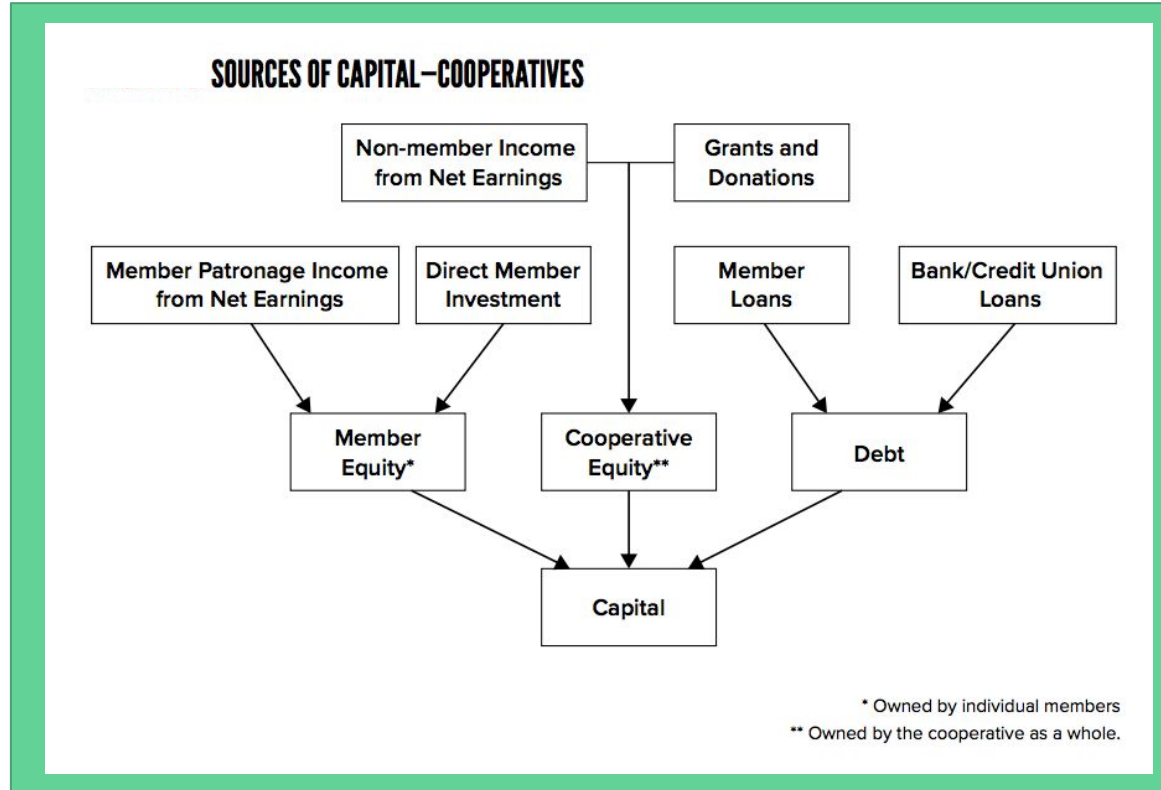 SOURCES OF CAPITAL–COOPERATIVES
Non-member Income
from Net Earnings
Grants and
Donations
Member Patronage Income
from Net Earnings
Direct Member
Investment
Member
Loans
Bank/Credit Union
Loans
Member
Equity*
Cooperative
Equity**
Debt
Capital
* Owned by individual members
** Owned by the cooperative as a whole.